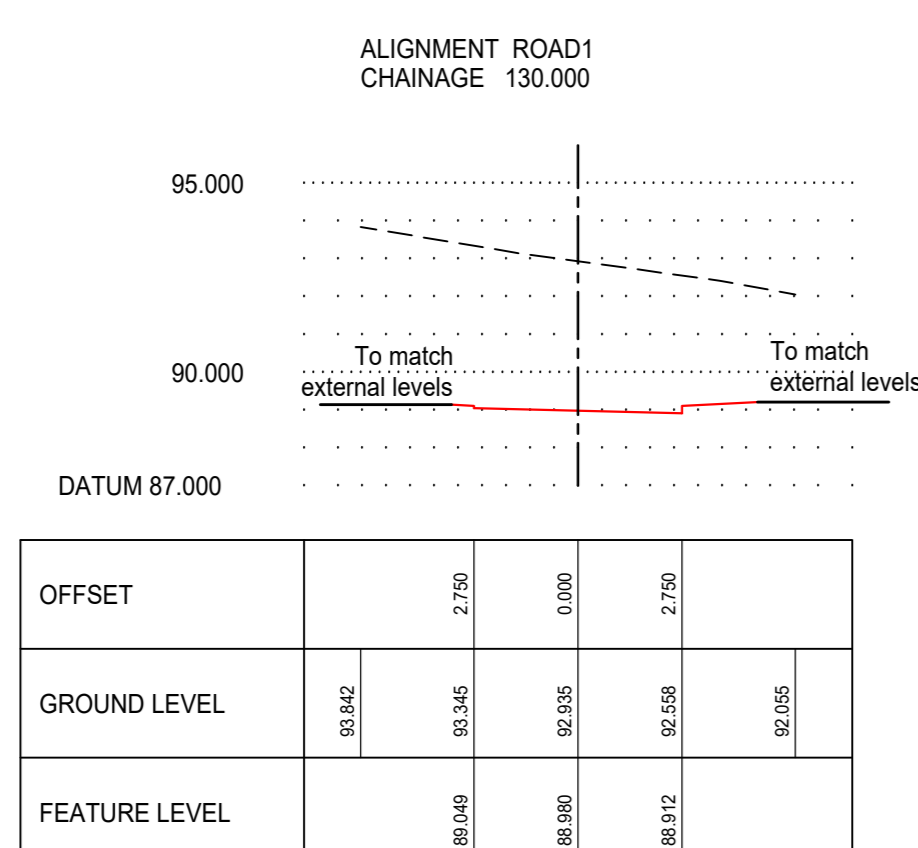 ALIGNMENT ROAD1
CHAINAGE 130.000
95.000
90.000
To match
external levels
To match
external levels
DATUM 87.000
OFFSET 2.750 0.000 2.750
GROUND LEVEL 93.842 93.345 92.935 92.558 92.055
FEATURE LEVEL 89.049 88.980 88.912